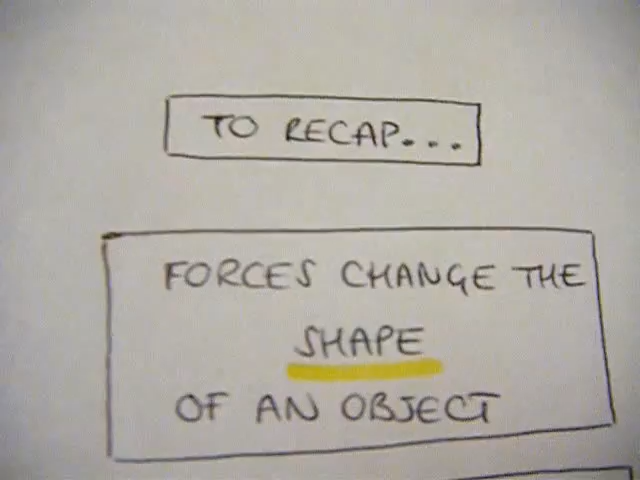 TO RECAP...
FORCES CHANGE THE
SHAPE
OF AN OBJECT